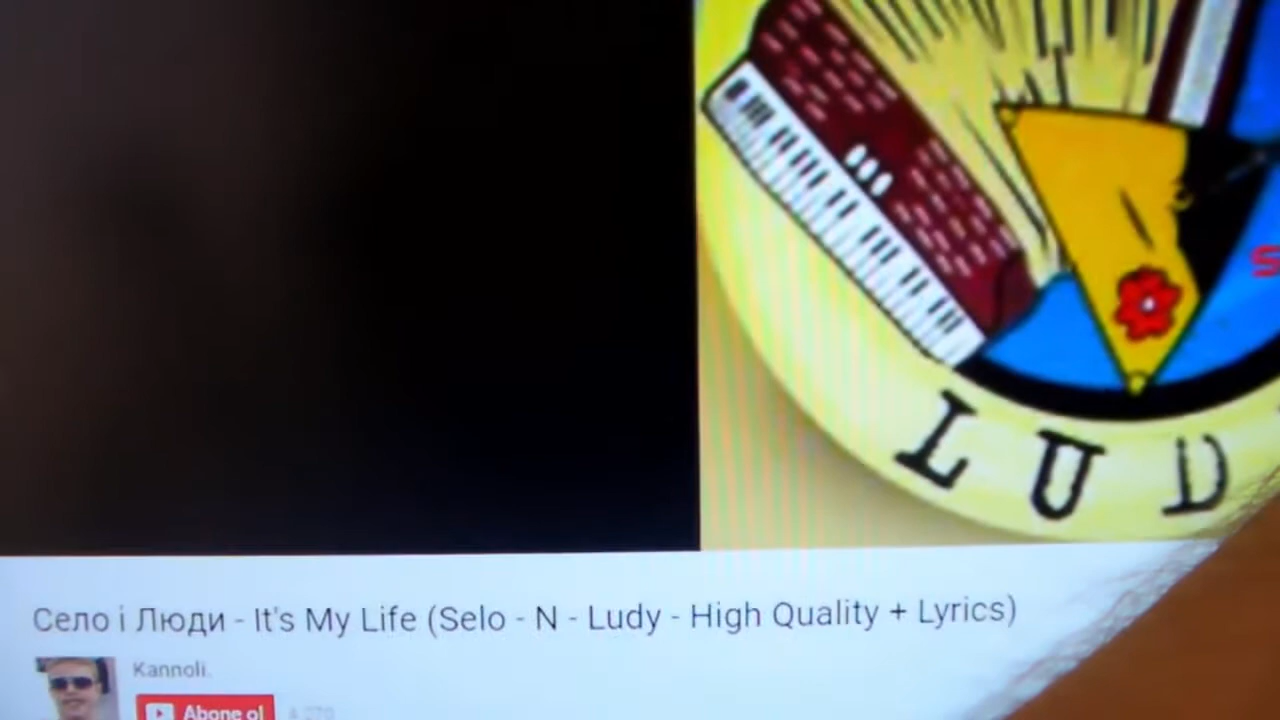 LUD
Село і Люди - It's My Life (Selo - N - Ludy - High Quality + Lyrics)
Kannoli.
Abone ol